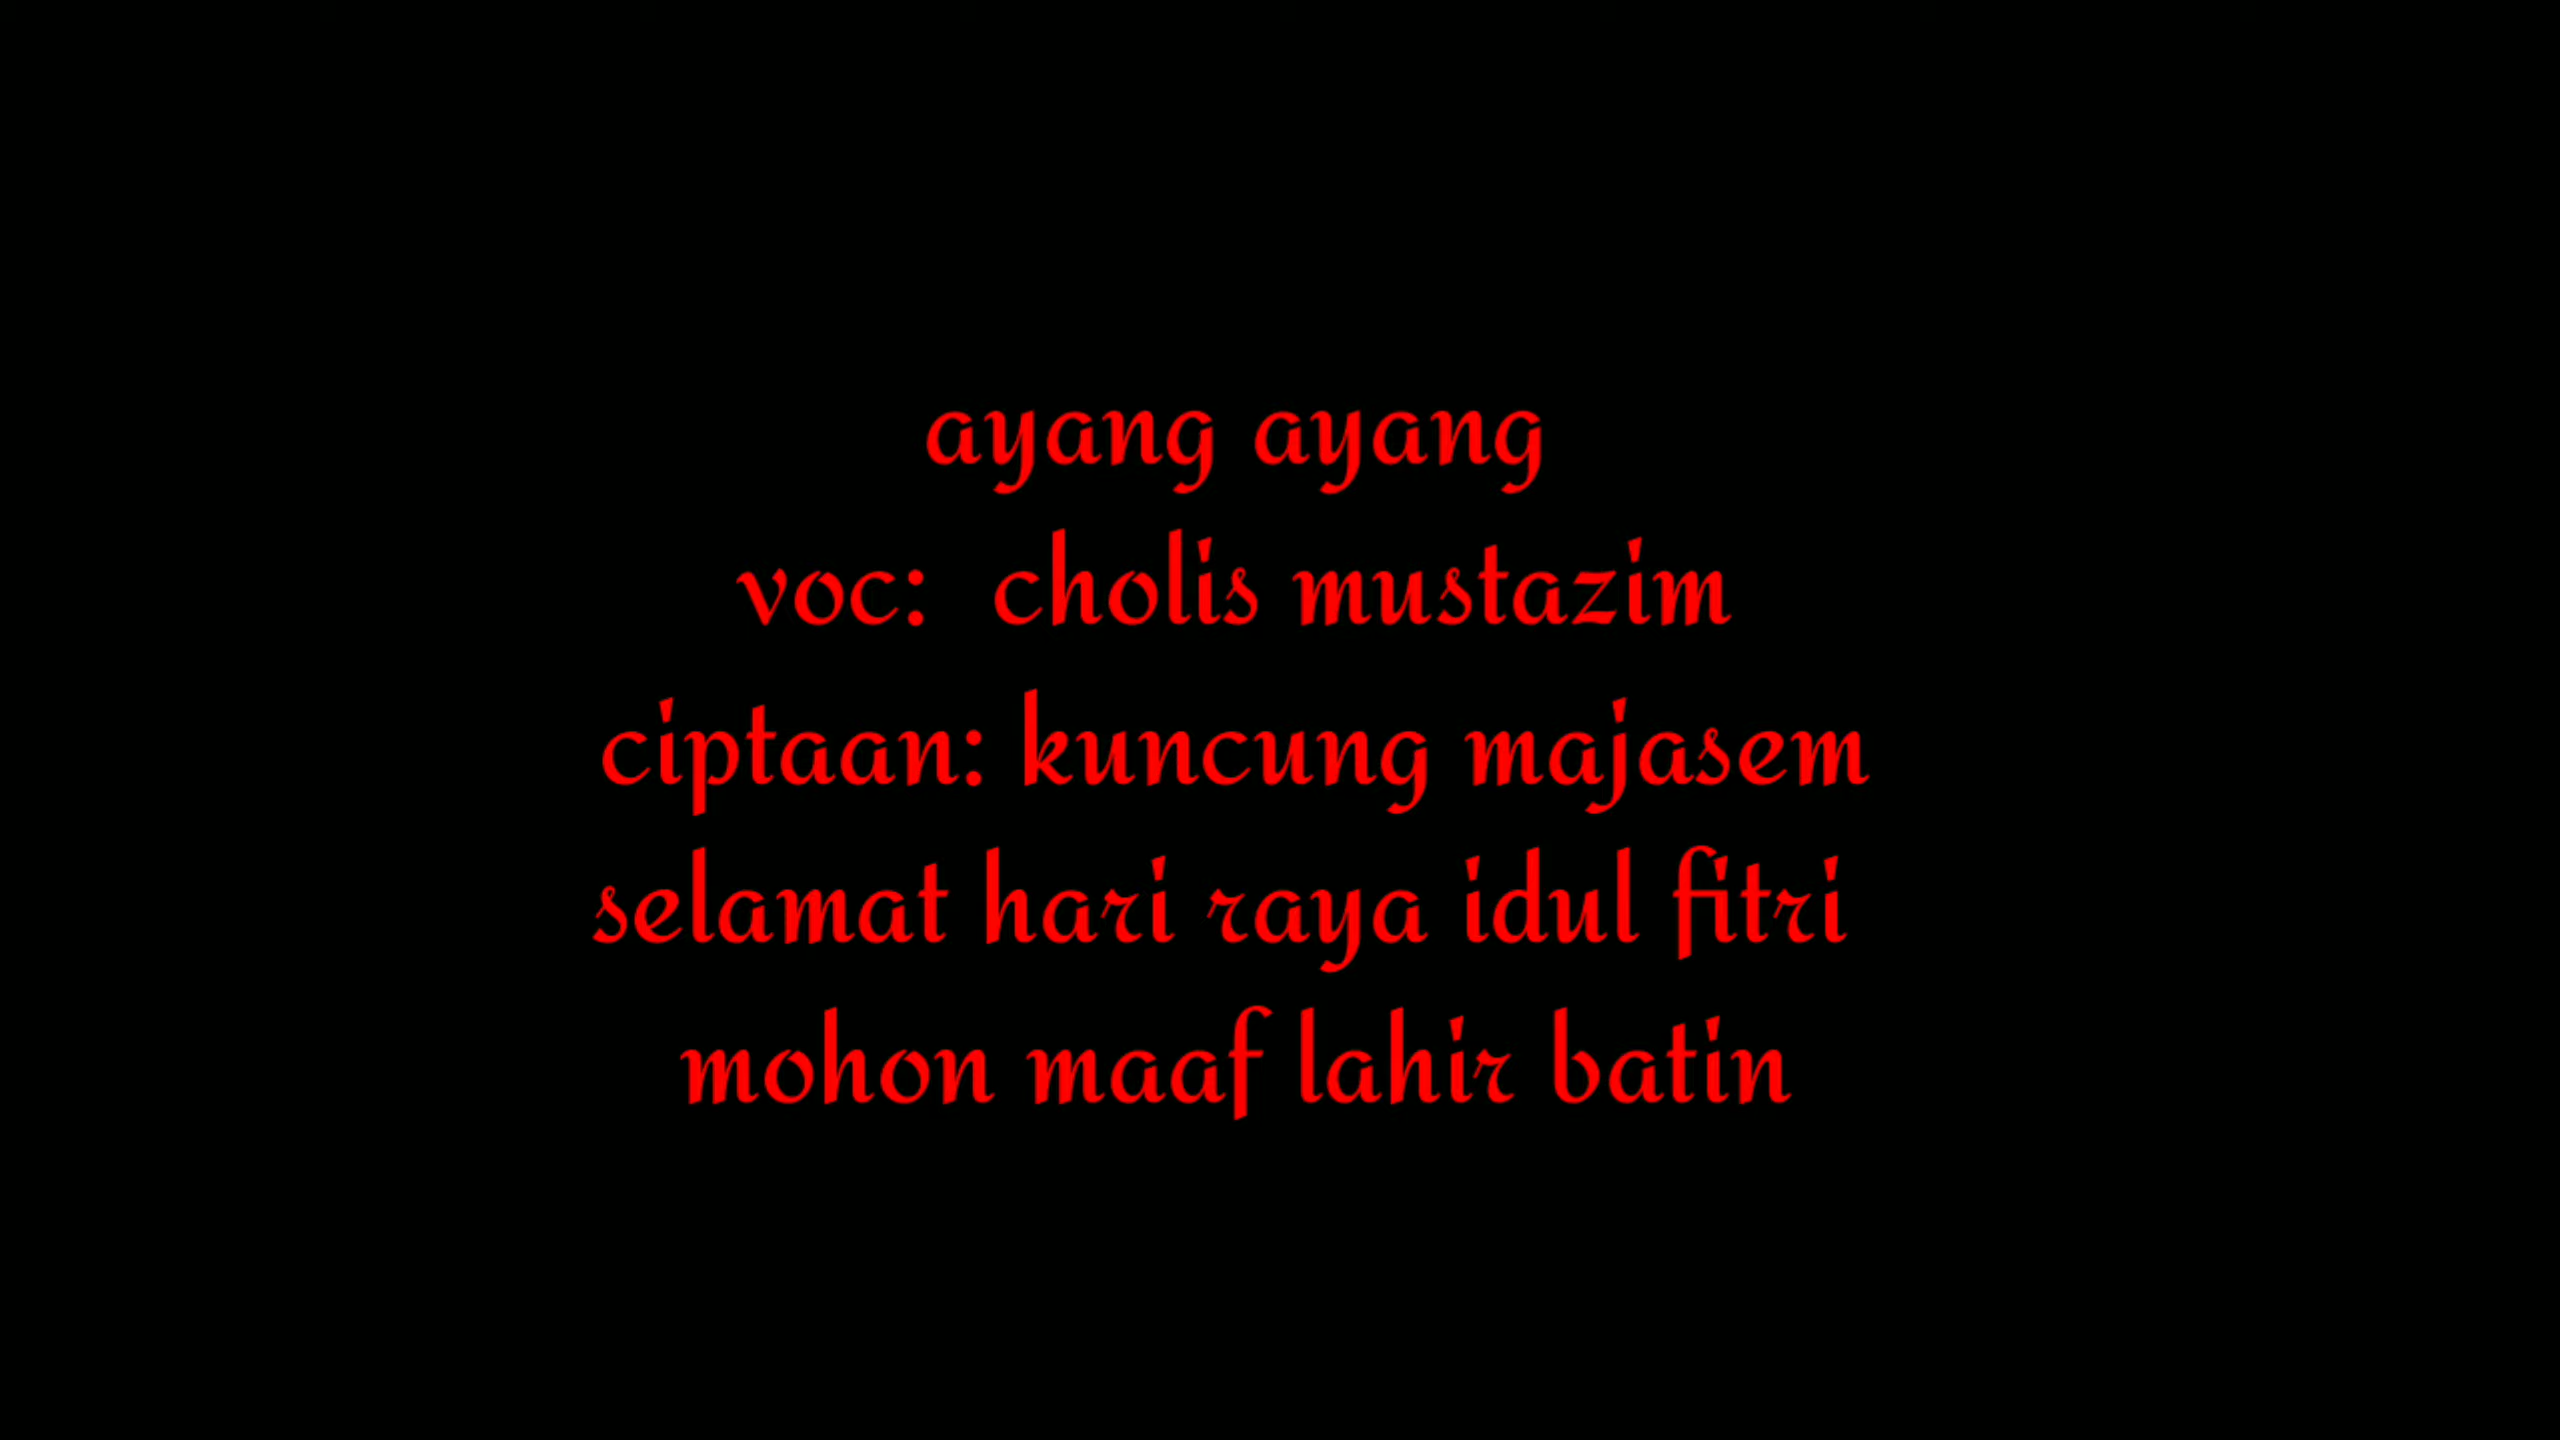 ayang ayang
voc:  cholis mustazim
ciptaan: kuncung majasem
selamat hari raya idul fitri
mohon maaf lahir batin